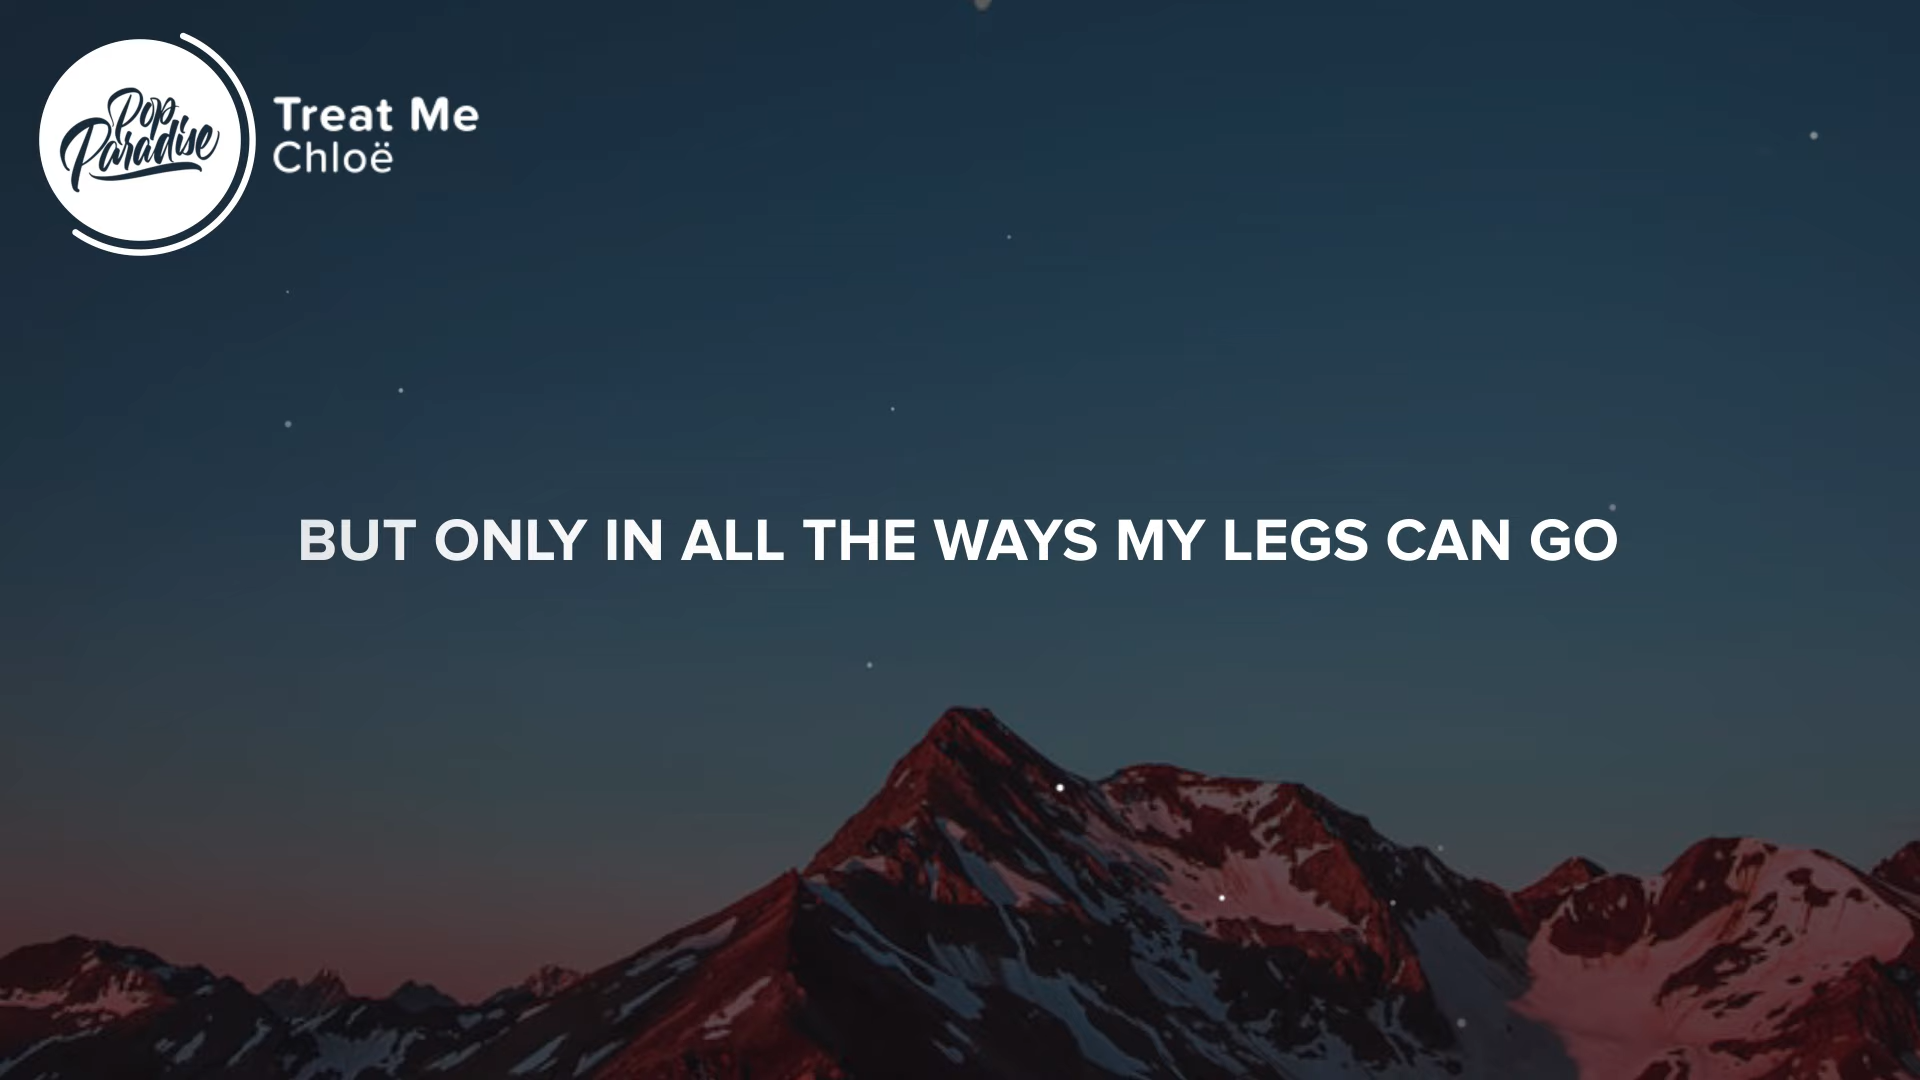 Pop
Paradise
Treat Me
Chloë
BUT ONLY IN ALL THE WAYS MY LEGS CAN GO